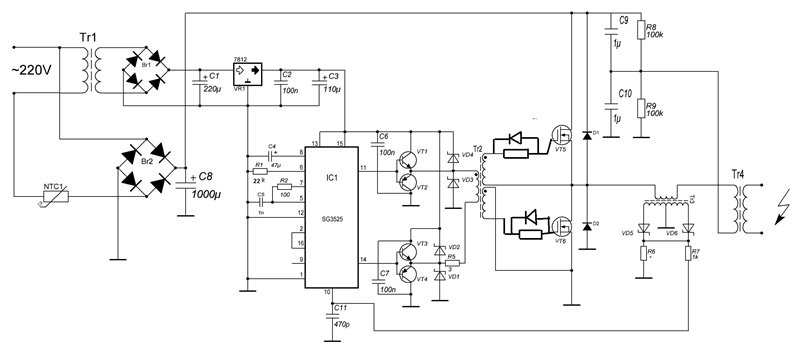 Tr1
~220V
Br1
+ C1
220µ
7812
VR1
C2
100n
+ C3
110µ
C9
1µ
R8
100k
C10
1µ
R9
100k
NTC1
Br2
+ C8
1000µ
C4
+
47µ
R1
22 k
R2
100
C5
8
6
7
5
12
2
16
9
1
13
15
IC1
SG3525
11
14
10
C6
100n
VT1
VT2
VD4
VD3
Tr2
VT3
VT4
C7
100n
VD2
VD1
R5
3
C11
470p
VT5
VT6
D1
D2
Tr3
VD5
VD6
R6
*
R7
1k
Tr4